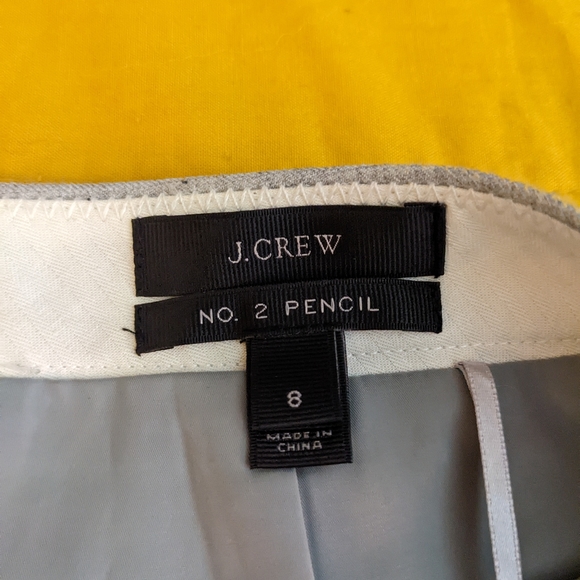 J.CREW
NO. 2 PENCIL
8
MADE IN
CHINA